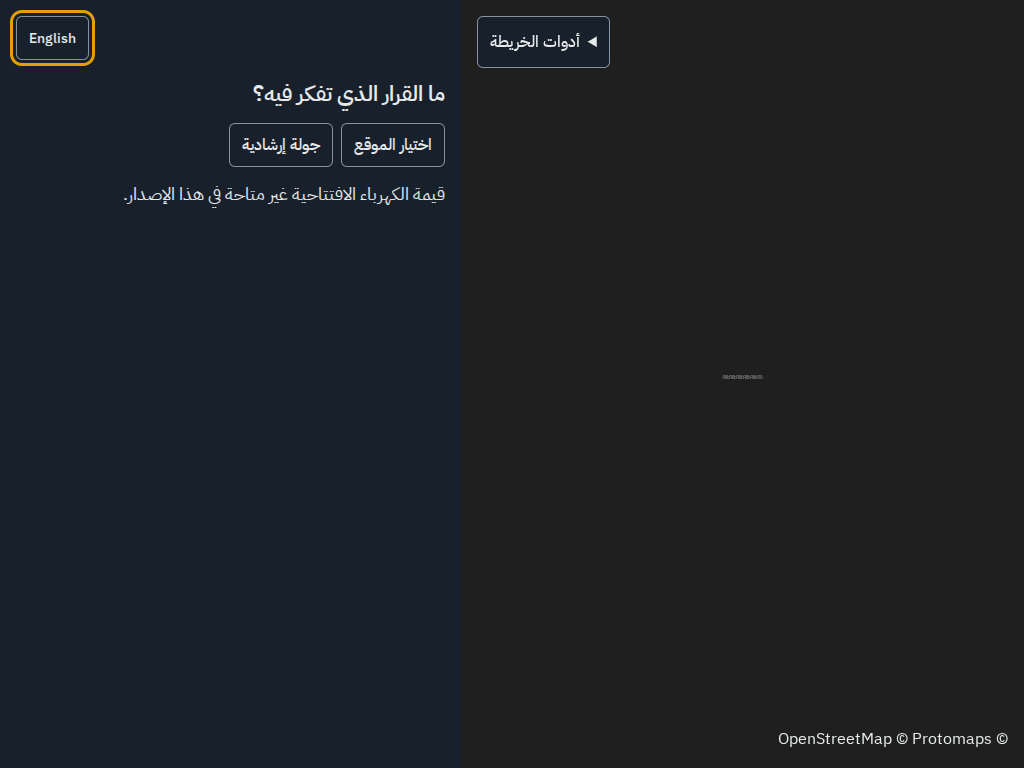 English
ما القرار الذي تفكر فيه؟
اختيار الموقع
جولة إرشادية
قيمة الكهرباء الافتتاحية غير متاحة في هذا الإصدار.
◀ أدوات الخريطة
OpenStreetMap © Protomaps ©